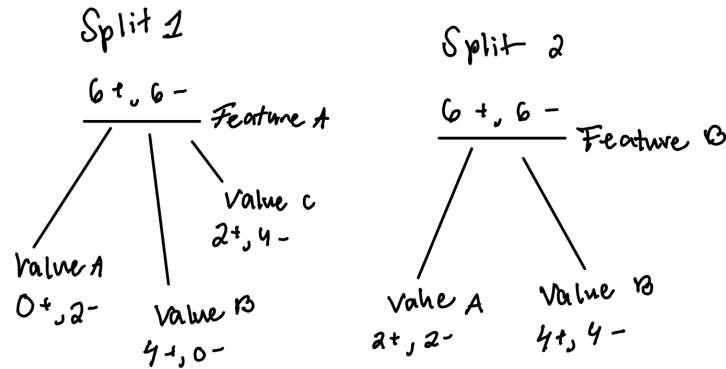 Split 1
6+, 6-
Feature A
Value C
2+, 4-
Value A
0+, 2-
Value B
4+, 0-
Split 2
6+, 6-
Feature B
Value A
2+, 2-
Value B
4+, 4-